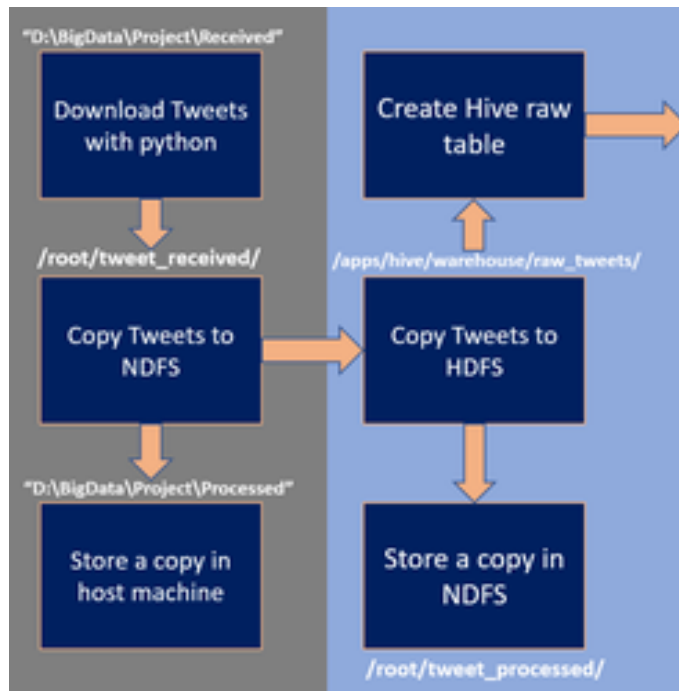 “D:\BigData\Project\Received”
Download Tweets
with python
/root/tweet_received/
Copy Tweets to
NDFS
“D:\BigData\Project\Processed”
Store a copy in
host machine
Create Hive raw
table
/apps/hive/warehouse/raw_tweets/
Copy Tweets to
HDFS
Store a copy in
NDFS
/root/tweet_processed/